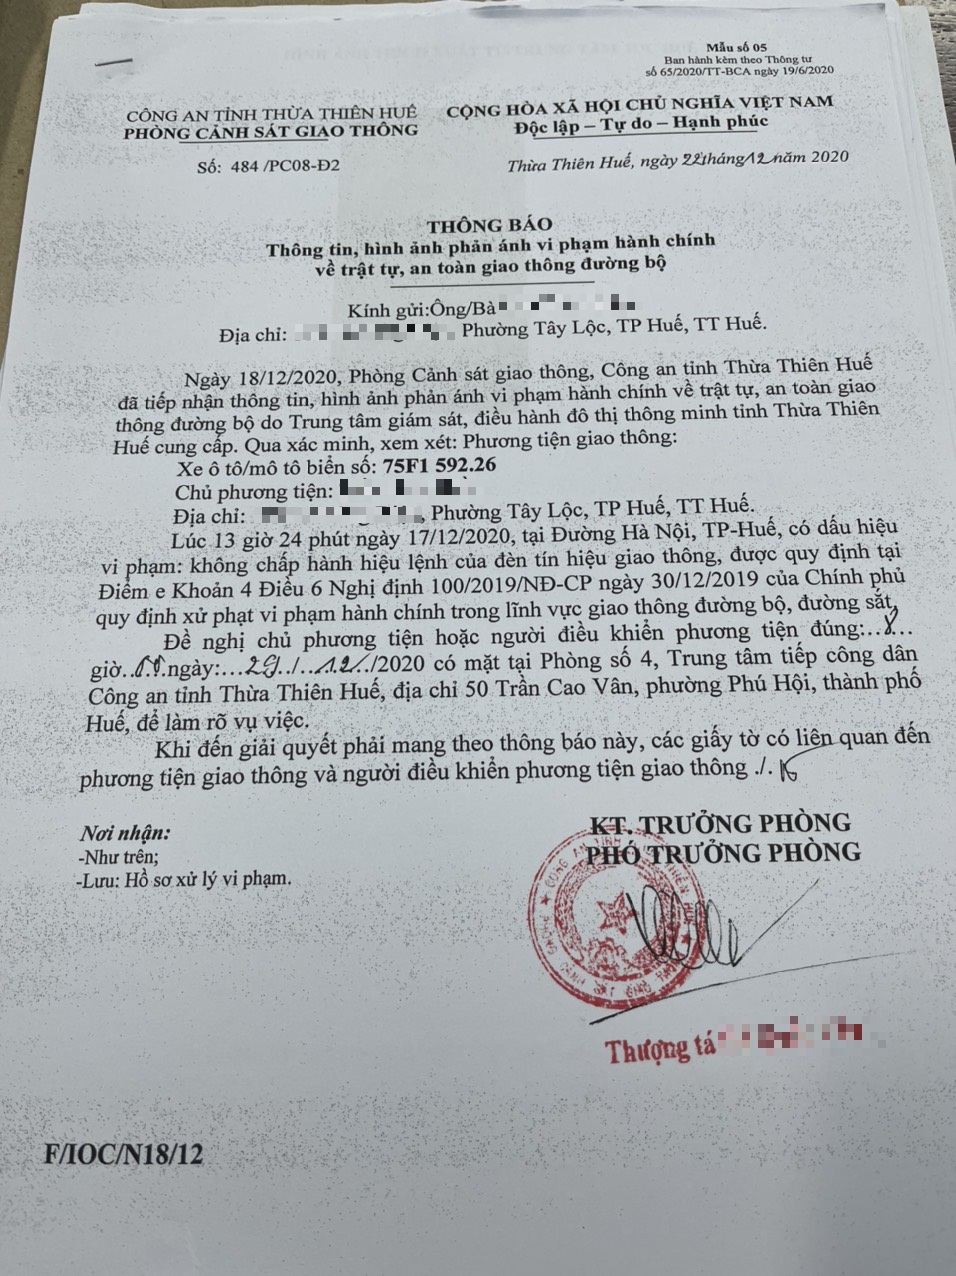 Mẫu số 05
Ban hành kèm theo Thông tư
số 65/2020/TT-BCA ngày 19/6/2020
CÔNG AN TỈNH THỪA THIÊN HUẾ
PHÒNG CẢNH SÁT GIAO THÔNG
CỘNG HÒA XÃ HỘI CHỦ NGHĨA VIỆT NAM
Độc lập – Tự do – Hạnh phúc
Số: 484 /PC08-Đ2
Thừa Thiên Huế, ngày 22 tháng 12 năm 2020
THÔNG BÁO
Thông tin, hình ảnh phản ánh vi phạm hành chính
về trật tự, an toàn giao thông đường bộ
Kính gửi:Ông/Bà
Địa chỉ: , Phường Tây Lộc, TP Huế, TT Huế.
Ngày 18/12/2020, Phòng Cảnh sát giao thông, Công an tỉnh Thừa Thiên Huế
đã tiếp nhận thông tin, hình ảnh phản ánh vi phạm hành chính về trật tự, an toàn giao
thông đường bộ do Trung tâm giám sát, điều hành đô thị thông minh tỉnh Thừa Thiên
Huế cung cấp. Qua xác minh, xem xét: Phương tiện giao thông:
Xe ô tô/mô tô biển số: 75F1 592.26
Chủ phương tiện:
Địa chỉ: , Phường Tây Lộc, TP Huế, TT Huế.
Lúc 13 giờ 24 phút ngày 17/12/2020, tại Đường Hà Nội, TP-Huế, có dấu hiệu
vi phạm: không chấp hành hiệu lệnh của đèn tín hiệu giao thông, được quy định tại
Điểm e Khoản 4 Điều 6 Nghị định 100/2019/NĐ-CP ngày 30/12/2019 của Chính phủ
quy định xử phạt vi phạm hành chính trong lĩnh vực giao thông đường bộ, đường sắt.
Đề nghị chủ phương tiện hoặc người điều khiển phương tiện đúng:...8...
giờ.. ngày:...29../...12../2020 có mặt tại Phòng số 4, Trung tâm tiếp công dân
Công an tỉnh Thừa Thiên Huế, địa chỉ 50 Trần Cao Vân, phường Phú Hội, thành phố
Huế, để làm rõ vụ việc.
Khi đến giải quyết phải mang theo thông báo này, các giấy tờ có liên quan đến
phương tiện giao thông và người điều khiển phương tiện giao thông ./.
Nơi nhận:
-Như trên;
-Lưu: Hồ sơ xử lý vi phạm.
KT. TRƯỞNG PHÒNG
PHÓ TRƯỞNG PHÒNG
Thượng tá
F/IOC/N18/12